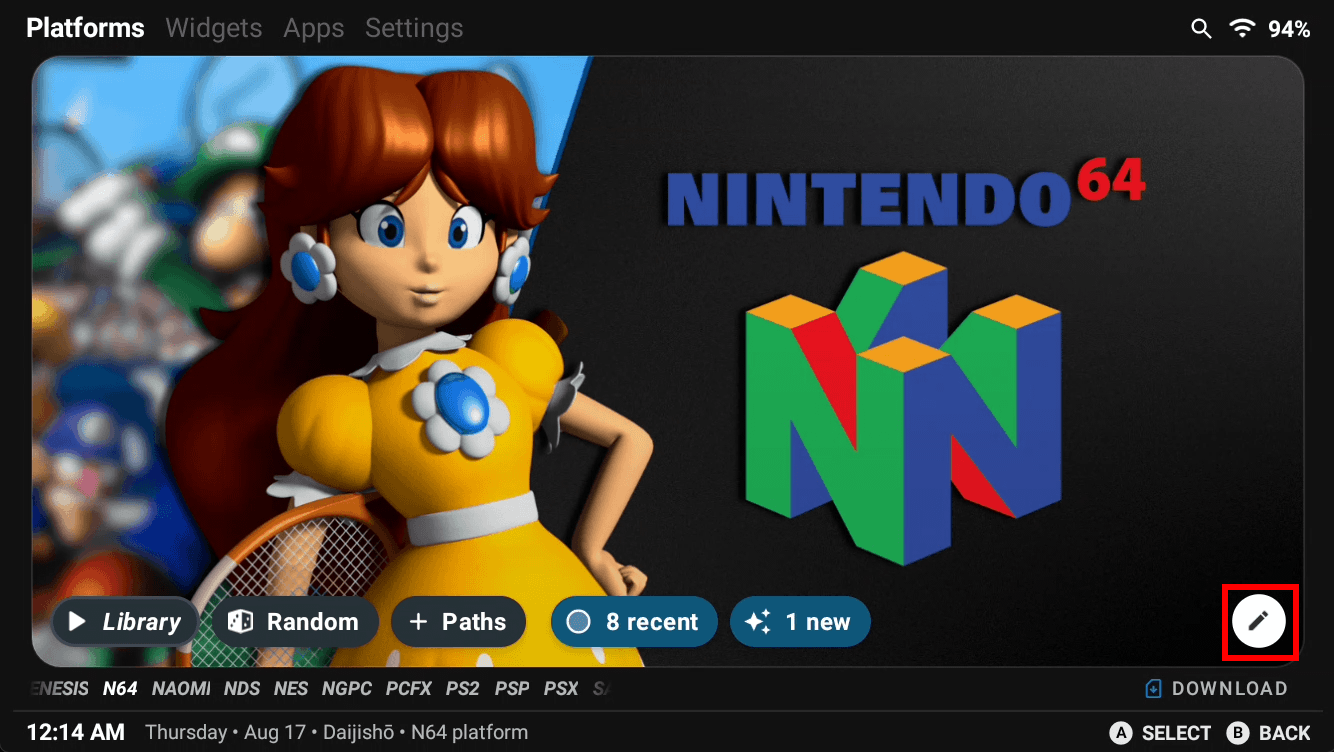 Platforms Widgets Apps Settings 94%
NINTENDO 64
Library Random + Paths 8 recent 1 new
ENESIS N64 NAOMI NDS NES NGPC PCFX PS2 PSP PSX DOWNLOAD
12:14 AM Thursday • Aug 17 • Daijishō • N64 platform A SELECT B BACK